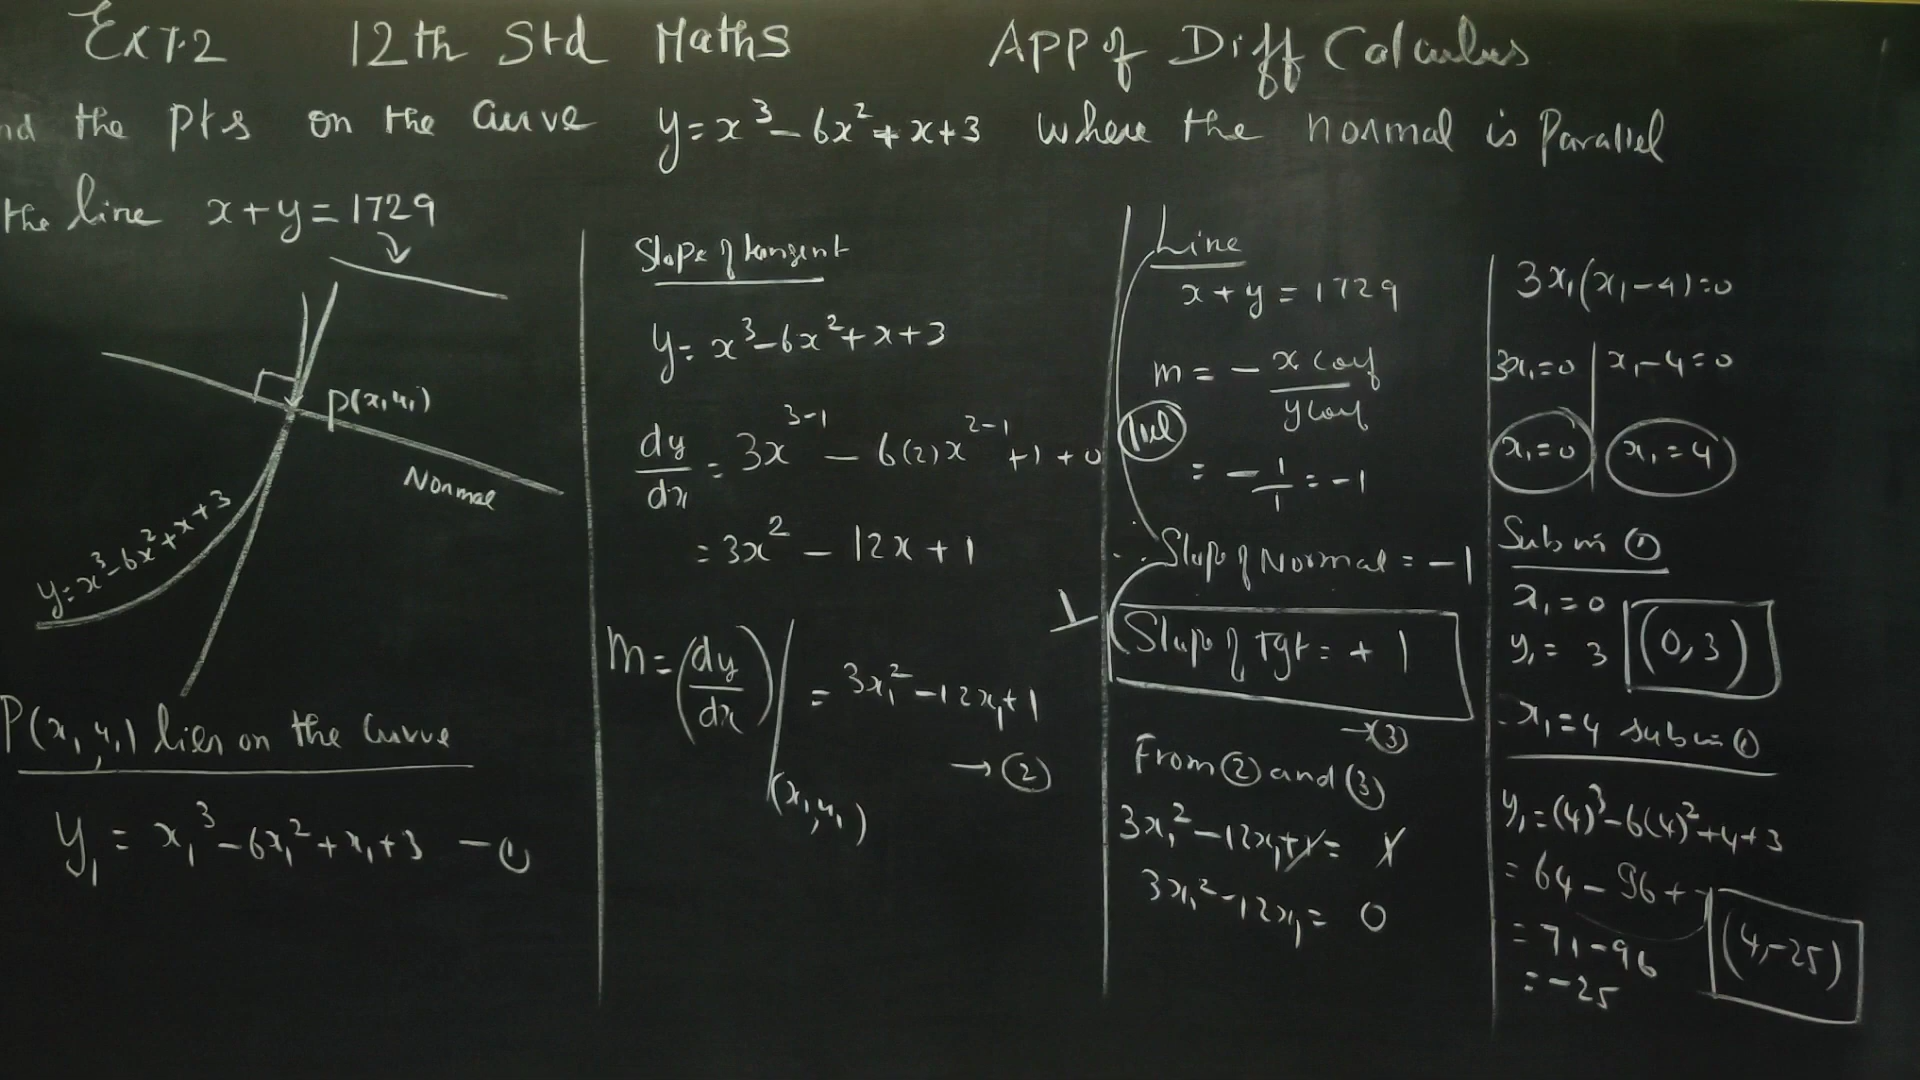 Ex 7.2 12th Std Maths APP of Diff Calculus
nd the pts on the curve y = x³ – 6x² + x + 3 where the normal is Parallel
the line x + y = 1729
P(x₁, y₁)
Normal
y = x³ – 6x² + x + 3
P(x₁, y₁) lies on the Curve
y₁ = x₁³ – 6x₁² + x₁ + 3 – ①
Slope of tangent
y = x³ – 6x² + x + 3
dy/dx = 3x³⁻¹ – 6(2)x²⁻¹ + 1 + 0
= 3x² – 12x + 1
m = (dy/dx)|(x₁, y₁) = 3x₁² – 12x₁ + 1
→ ②
Line
x + y = 1729
m = – x coef / y coef
llel
= – 1/1 = –1
∴ Slope of Normal = –1
⊥ Slope of Tgt = + 1
→ ③
From ② and ③
3x₁² – 12x₁ + 1 = 1
3x₁² – 12x₁ = 0
3x₁(x₁ – 4) = 0
3x₁ = 0 | x₁ – 4 = 0
x₁ = 0 x₁ = 4
Sub in ①
x₁ = 0
y₁ = 3 (0, 3)
x₁ = 4 sub in ①
y₁ = (4)³ – 6(4)² + 4 + 3
= 64 – 96 + 7
= 71 – 96
= –25
(4, –25)